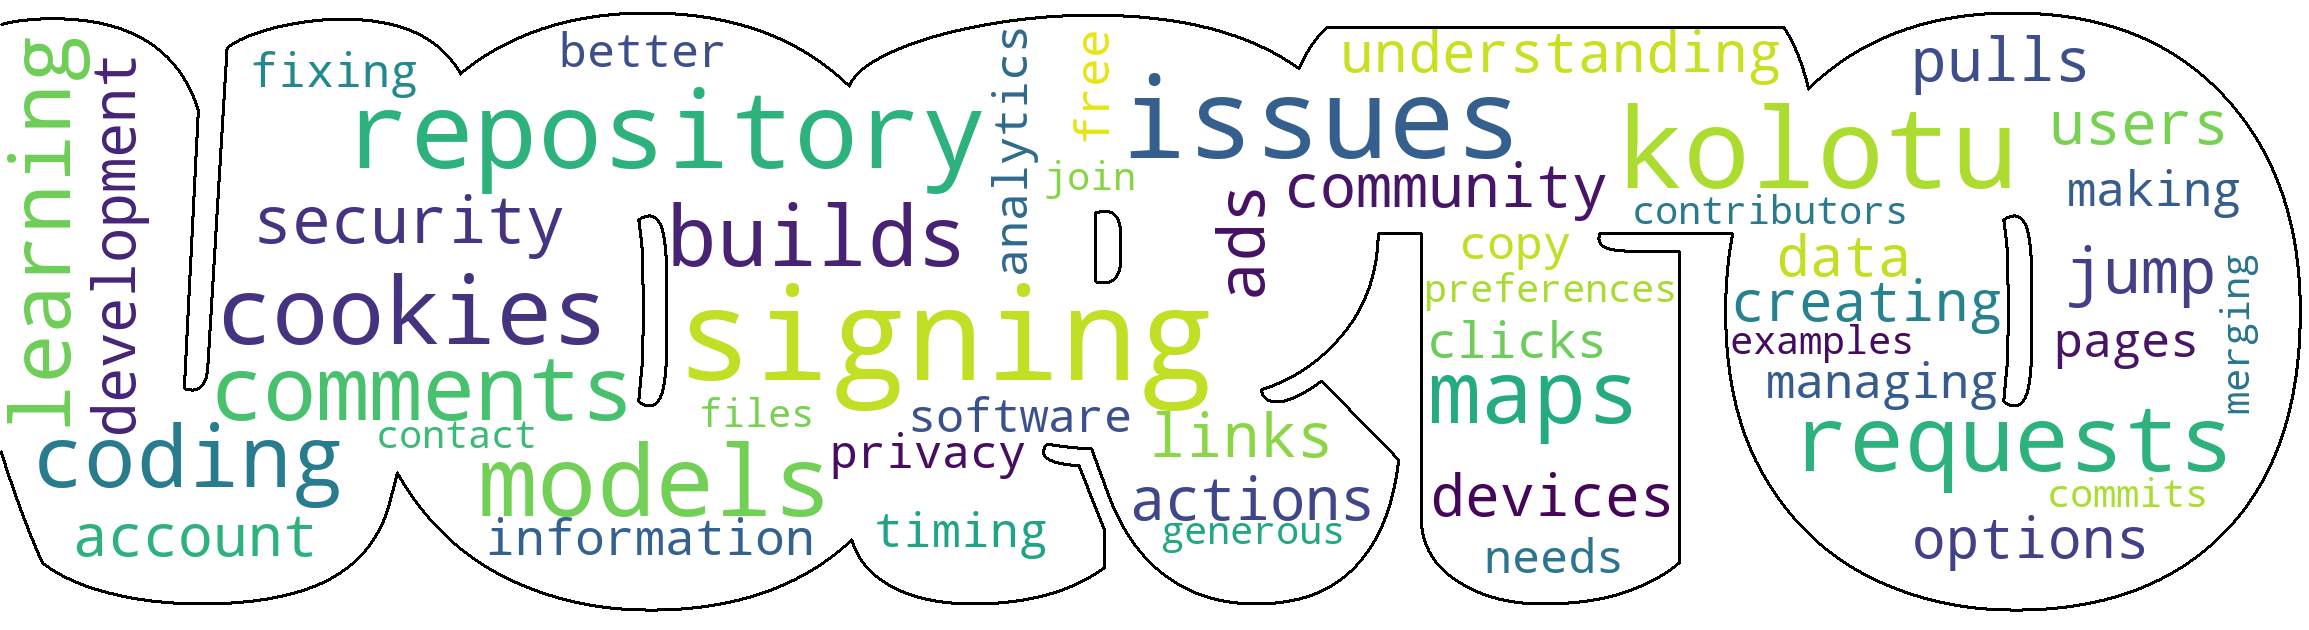 learning
development
fixing
better
repository
analytics
free
join
issues
understanding
kolotu
pulls
users
making
security
builds
ads
community
contributors
cookies
signing
copy
preferences
data
creating
jump
merging
comments
clicks
examples
pages
managing
maps
files
software
contact
coding
models
privacy
links
requests
account
information
timing
actions
generous
devices
needs
commits
options